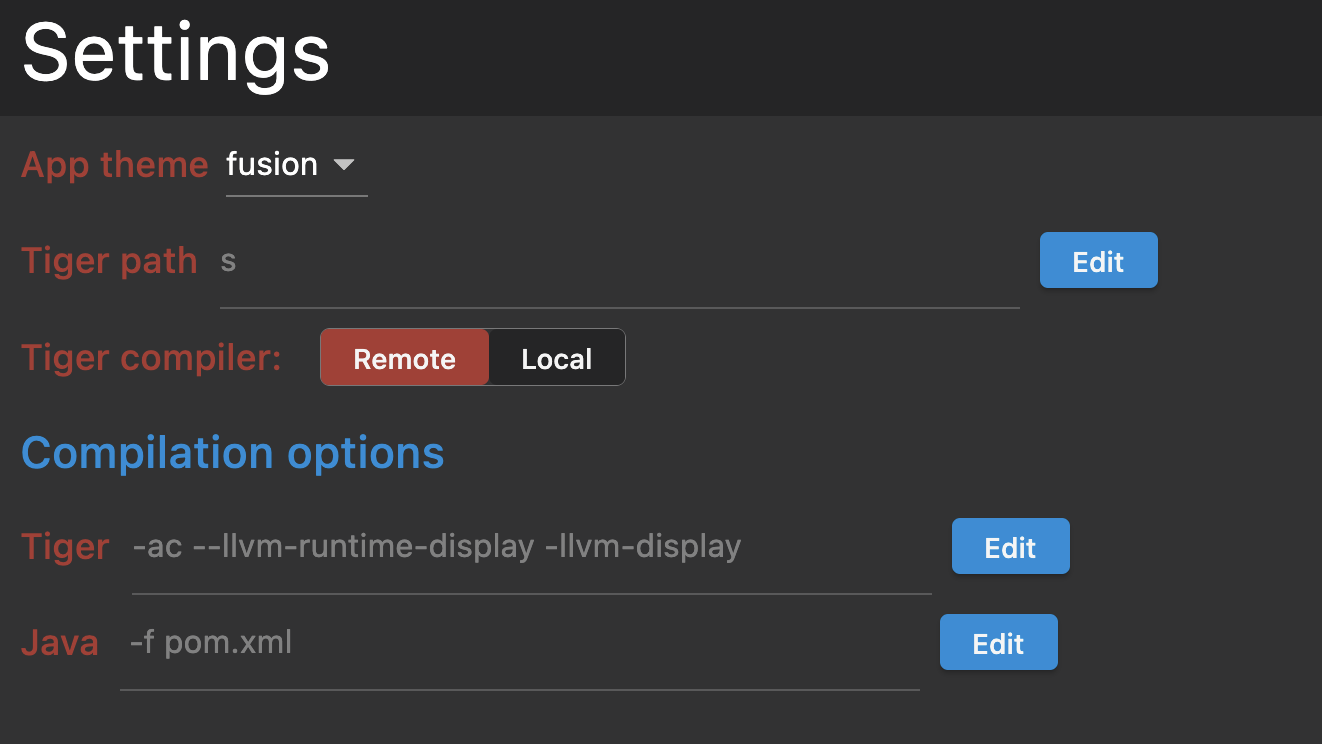 Settings
App theme fusion
Tiger path s Edit
Tiger compiler: Remote Local
Compilation options
Tiger -ac --llvm-runtime-display -llvm-display Edit
Java -f pom.xml Edit